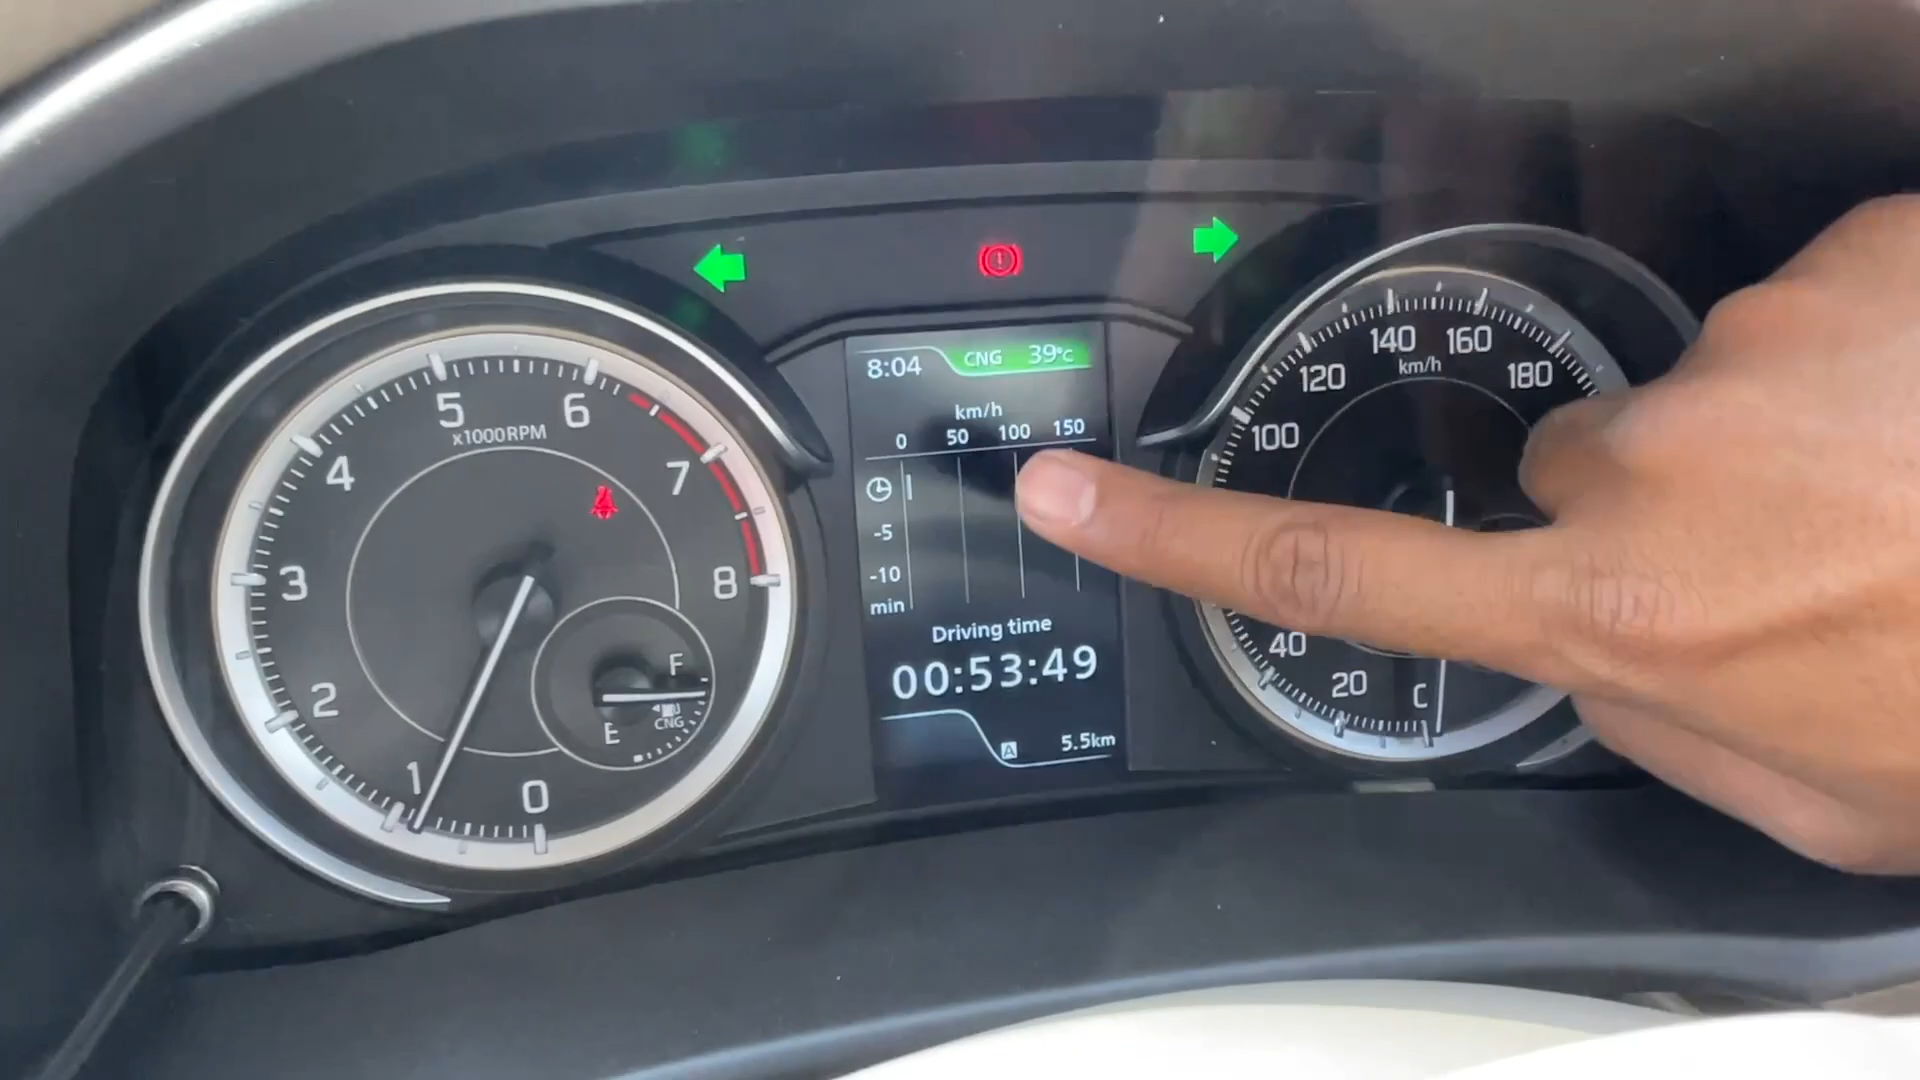 8:04 CNG 39°C
km/h
0 50 100 150
-5
-10
min
Driving time
00:53:49
A 5.5km
0 1 2 3 4 5 6 7 8
x1000RPM
F
E
CNG
20 40 100 120 140 160 180
km/h
C